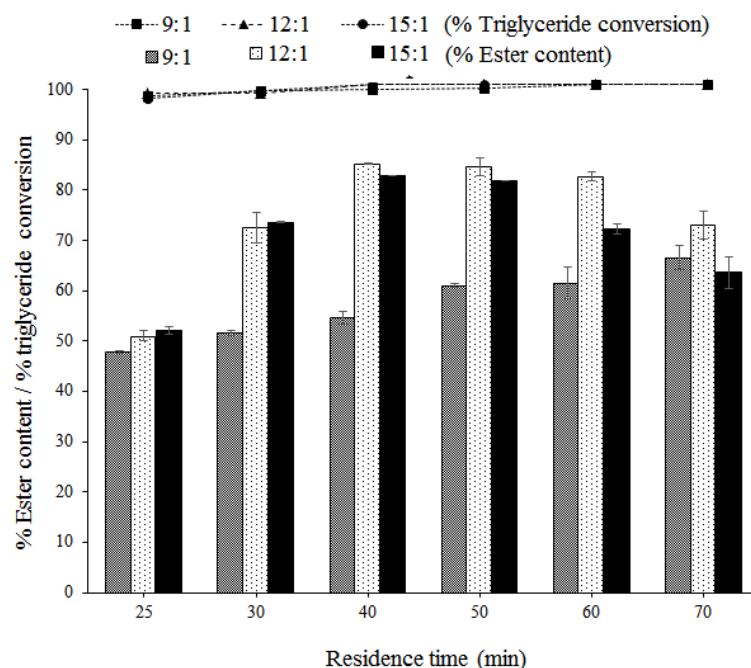 9:1 12:1 15:1 (% Triglyceride conversion)
9:1 12:1 15:1 (% Ester content)
% Ester content / % triglyceride conversion
100
90
80
70
60
50
40
30
20
10
0
25 30 40 50 60 70
Residence time (min)